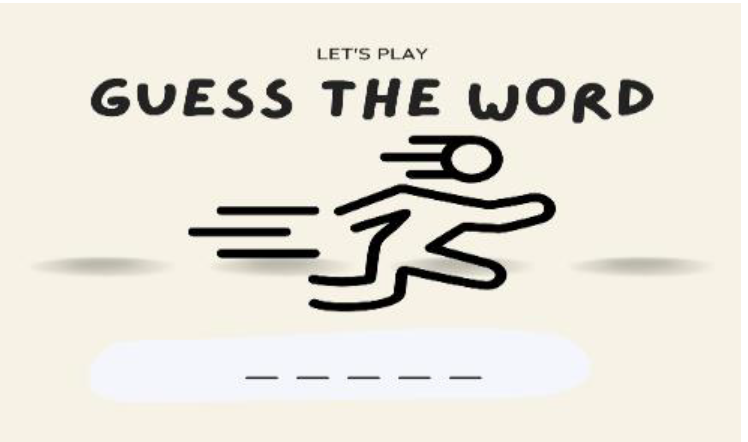 LET'S PLAY
GUESS THE WORD
_ _ _ _ _